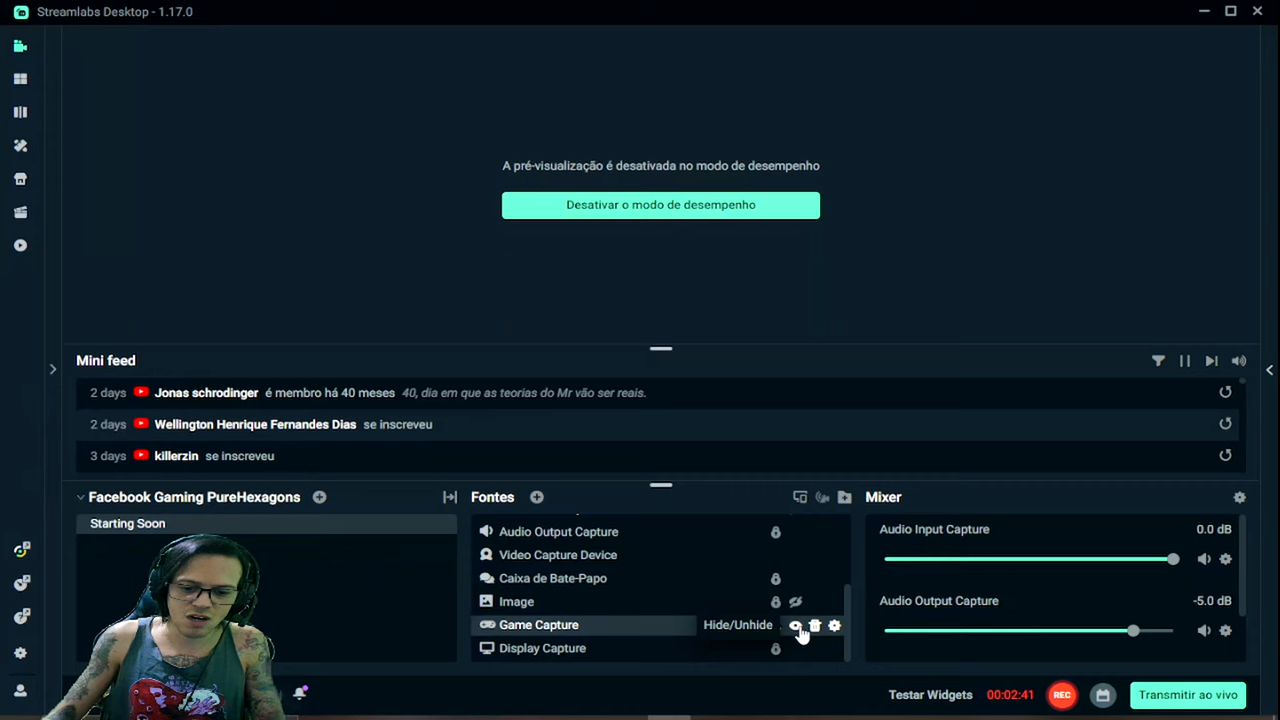 Streamlabs Desktop - 1.17.0
A pré-visualização é desativada no modo de desempenho
Desativar o modo de desempenho
Mini feed
2 days Jonas schrodinger é membro há 40 meses 40, dia em que as teorias do Mr vão ser reais.
2 days Wellington Henrique Fernandes Dias se inscreveu
3 days killerzin se inscreveu
Facebook Gaming PureHexagons
Starting Soon
Fontes
Audio Output Capture
Video Capture Device
Caixa de Bate-Papo
Image
Game Capture
Hide/Unhide
Display Capture
Mixer
Audio Input Capture 0.0 dB
Audio Output Capture -5.0 dB
Testar Widgets 00:02:41 REC Transmitir ao vivo